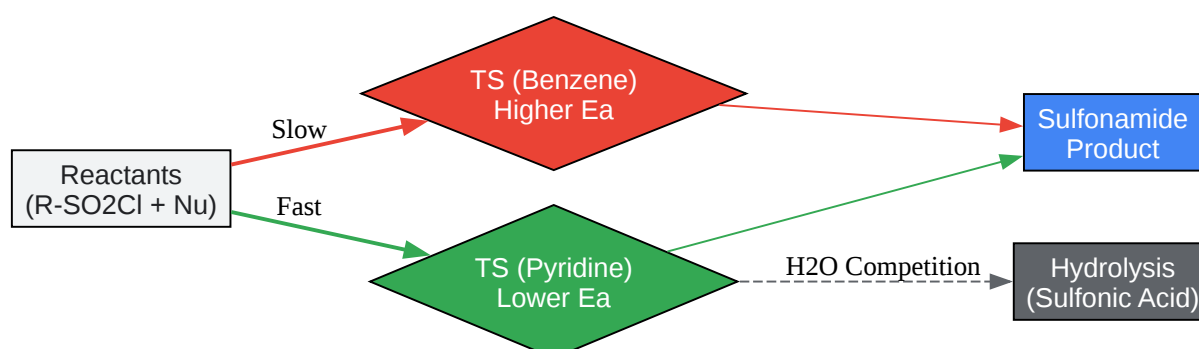 TS (Benzene)
Higher Ea
Slow
Sulfonamide
Product
Reactants
(R-SO2Cl + Nu)
Fast
TS (Pyridine)
Lower Ea
H2O Competition
Hydrolysis
(Sulfonic Acid)